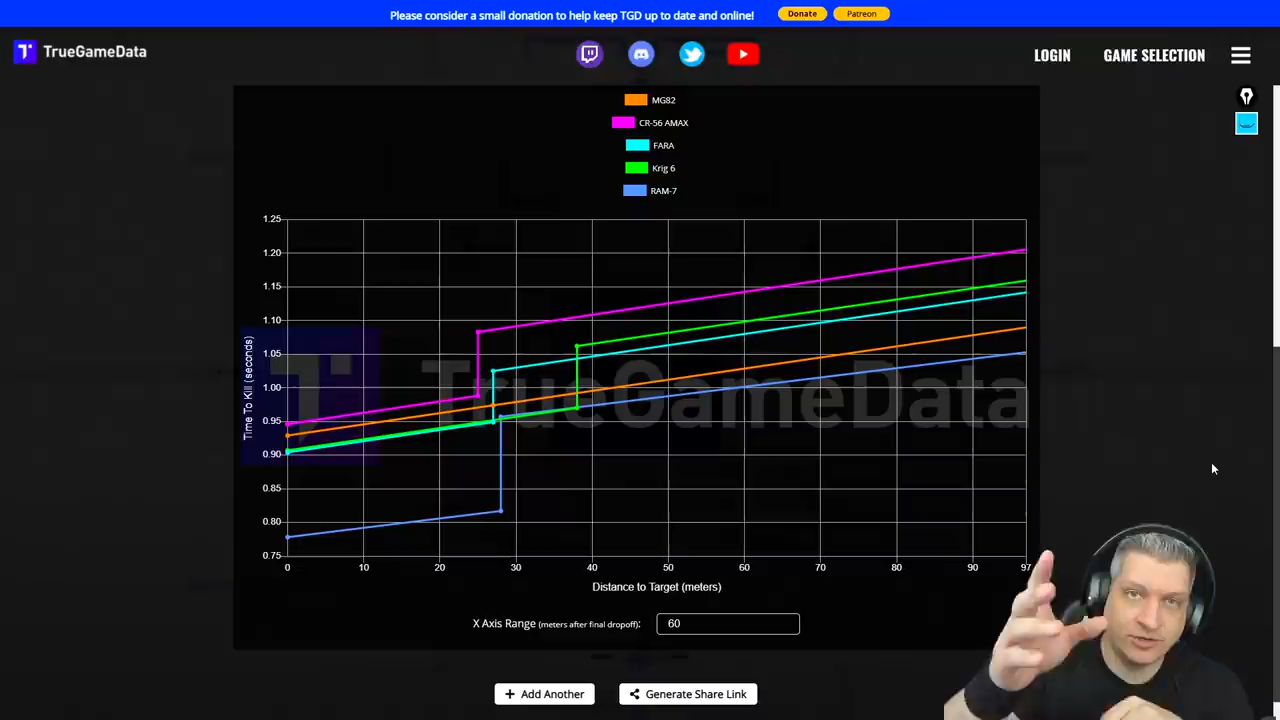 Please consider a small donation to help keep TGD up to date and online! Donate Patreon
TrueGameData LOGIN GAME SELECTION
MG82
CR-56 AMAX
FARA
Krig 6
RAM-7
1.25
1.20
1.15
1.10
1.05
1.00
0.95
0.90
0.85
0.80
0.75
Time To Kill (seconds)
TrueGameData
0 10 20 30 40 50 60 70 80 90 97
Distance to Target (meters)
X Axis Range (meters after final dropoff): 60
+ Add Another Generate Share Link